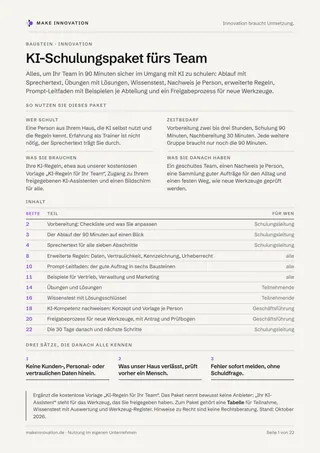 MAKE INNOVATION
Innovation braucht Umsetzung.
BAUSTEIN · INNOVATION
KI-Schulungspaket fürs Team
Alles, um Ihr Team in 90 Minuten sicher im Umgang mit KI zu schulen: Ablauf mit
Sprechertext, Übungen mit Lösungen, Wissenstest, Nachweis je Person, erweiterte Regeln,
Prompt-Leitfaden mit Beispielen je Abteilung und ein Freigabeprozess für neue Werkzeuge.
SO NUTZEN SIE DIESES PAKET
WER SCHULT
Eine Person aus Ihrem Haus, die KI selbst nutzt und
die Regeln kennt. Erfahrung als Trainer ist nicht
nötig, der Sprechertext trägt Sie durch.
ZEITBEDARF
Vorbereitung zwei bis drei Stunden, Schulung 90
Minuten, Nachbereitung 30 Minuten. Jede weitere
Gruppe braucht nur noch die 90 Minuten.
WAS SIE BRAUCHEN
Ihre KI-Regeln, etwa aus unserer kostenlosen
Vorlage „KI-Regeln für Ihr Team“, Zugang zu Ihrem
freigegebenen KI-Assistenten und einen Bildschirm
für alle.
WAS SIE DANACH HABEN
Ein geschultes Team, einen Nachweis je Person,
eine Sammlung guter Aufträge für den Alltag und
einen festen Weg, wie neue Werkzeuge geprüft
werden.
INHALT
SEITE TEIL FÜR WEN
2 Vorbereitung: Checkliste und was Sie anpassen Schulungsleitung
3 Der Ablauf der 90 Minuten auf einen Blick Schulungsleitung
4 Sprechertext für alle sieben Abschnitte Schulungsleitung
8 Erweiterte Regeln: Daten, Vertraulichkeit, Kennzeichnung, Urheberrecht alle
10 Prompt-Leitfaden: der gute Auftrag in sechs Bausteinen alle
11 Beispiele für Vertrieb, Verwaltung und Marketing alle
14 Übungen und Lösungen Teilnehmende
16 Wissenstest mit Lösungsschlüssel Teilnehmende
18 KI-Kompetenz nachweisen: Konzept und Vorlage je Person Geschäftsführung
20 Freigabeprozess für neue Werkzeuge, mit Antrag und Prüfbogen Geschäftsführung
22 Die 30 Tage danach und nächste Schritte Schulungsleitung
DREI SÄTZE, DIE DANACH ALLE KENNEN
1
Keine Kunden-, Personal- oder
vertraulichen Daten hinein.
2
Was unser Haus verlässt, prüft
vorher ein Mensch.
3
Fehler sofort melden, ohne
Schuldfrage.
Ergänzt die kostenlose Vorlage „KI-Regeln für Ihr Team“. Das Paket nennt bewusst keine Anbieter: „Ihr KI-
Assistent“ steht für das Werkzeug, das Sie freigegeben haben. Zum Paket gehört eine Tabelle für Teilnahme,
Wissenstest mit Auswertung und Werkzeug-Register. Hinweise zu Recht sind keine Rechtsberatung. Stand: Oktober
2026.
makeinnovation.de · Nutzung im eigenen Unternehmen
Seite 1 von 22